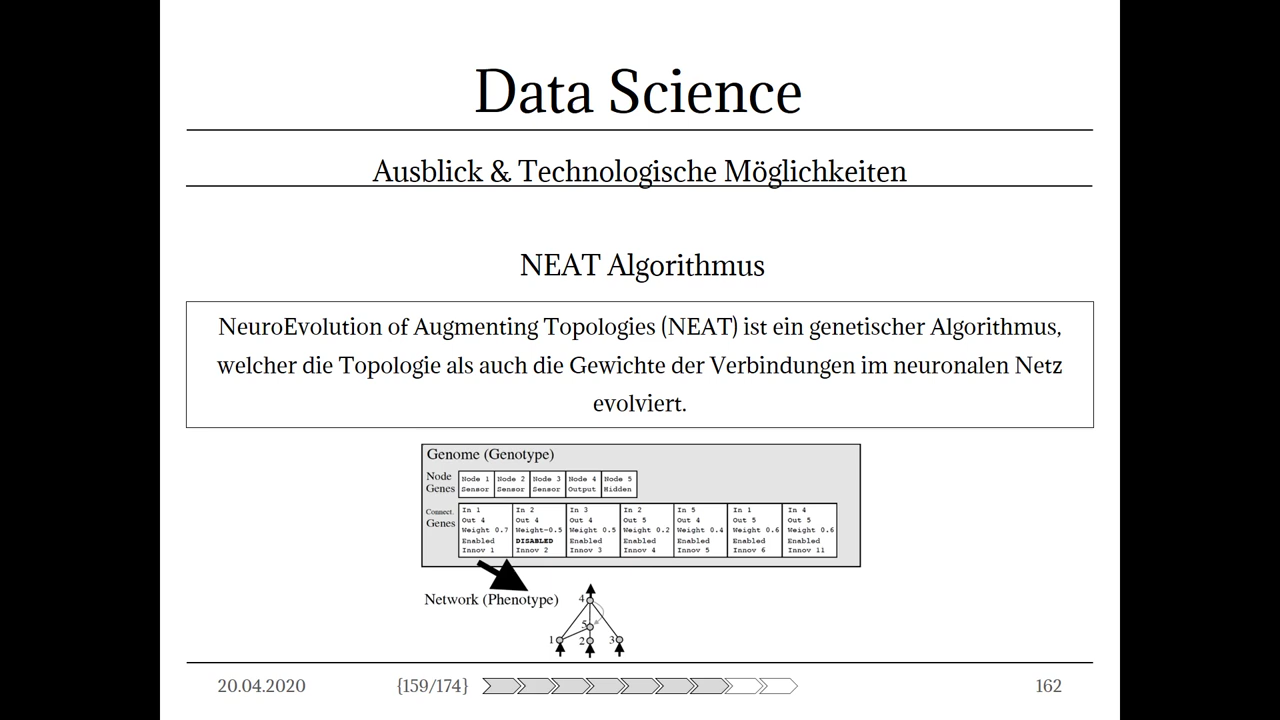 Data Science
Ausblick & Technologische Möglichkeiten
NEAT Algorithmus
NeuroEvolution of Augmenting Topologies (NEAT) ist ein genetischer Algorithmus,
welcher die Topologie als auch die Gewichte der Verbindungen im neuronalen Netz
evolviert.
Genome (Genotype)
Node Genes
Node 1 Node 2 Node 3 Node 4 Node 5
Sensor Sensor Sensor Output Hidden
Connect. Genes
In 1 In 2 In 3 In 2 In 5 In 1 In 4
Out 4 Out 4 Out 4 Out 5 Out 4 Out 5 Out 5
Weight 0.7 Weight-0.5 Weight 0.5 Weight 0.2 Weight 0.4 Weight 0.6 Weight 0.6
Enabled DISABLED Enabled Enabled Enabled Enabled Enabled
Innov 1 Innov 2 Innov 3 Innov 4 Innov 5 Innov 6 Innov 11
Network (Phenotype)
4
5
1 2 3
20.04.2020 {159/174} 162